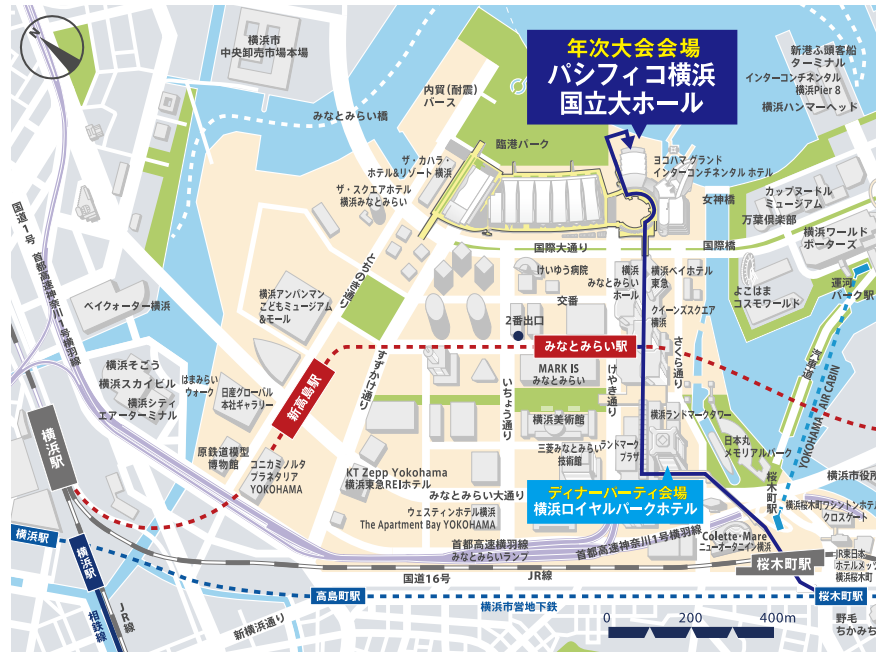 N
横浜市
中央卸売市場本場
年次大会会場
パシフィコ横浜
国立大ホール
新港ふ頭客船
ターミナル
インターコンチネンタル
横浜Pier 8
横浜ハンマーヘッド
内貿(耐震)
バース
みなとみらい橋
臨港パーク
ザ・カハラ・
ホテル&リゾート 横浜
ザ・スクエアホテル
横浜みなとみらい
ヨコハマ グランド
インターコンチネンタル ホテル
女神橋
カップヌードル
ミュージアム
万葉倶楽部
国道1号
首都高速神奈川1号横羽線
国際大通り
国際橋
横浜ワールド
ポーターズ
とちのき通り
けいゆう病院
横浜
みなとみらい
ホール
横浜ベイホテル
東急
よこはま
コスモワールド
運河
パーク駅
ベイクォーター横浜
横浜アンパンマン
こどもミュージアム
&モール
交番
クイーンズスクエア
横浜
2番出口
みなとみらい駅
さくら通り
汽車道
横浜そごう
横浜スカイビル
横浜シティ
エアーターミナル
はまみらい
ウォーク
日産グローバル
本社ギャラリー
新高島駅
すずかけ通り
MARK IS
みなとみらい
いちょう通り
けやき通り
YOKOHAMA AIR CABIN
横浜美術館
横浜ランドマークタワー
日本丸
メモリアルパーク
横浜駅
原鉄道模型
博物館
コニカミノルタ
プラネタリア
YOKOHAMA
KT Zepp Yokohama
横浜東急REIホテル
三菱みなとみらい
技術館
ランドマーク
プラザ
桜木町駅
横浜市役所
みなとみらい大通り
ディナーパーティ会場
横浜ロイヤルパークホテル
ウェスティンホテル横浜
The Apartment Bay YOKOHAMA
横浜桜木町ワシントンホテル
クロスゲート
横浜駅
横浜駅
首都高速横羽線
みなとみらいランプ
首都高速神奈川1号横羽線
Colette・Mare
ニューオータニイン横浜
桜木町駅
JR東日本
ホテルメッツ
横浜桜木町
国道16号
JR線
高島町駅
横浜市営地下鉄
桜木町駅
相鉄線
JR線
新横浜通り
0
200
400m
野毛
ちかみち